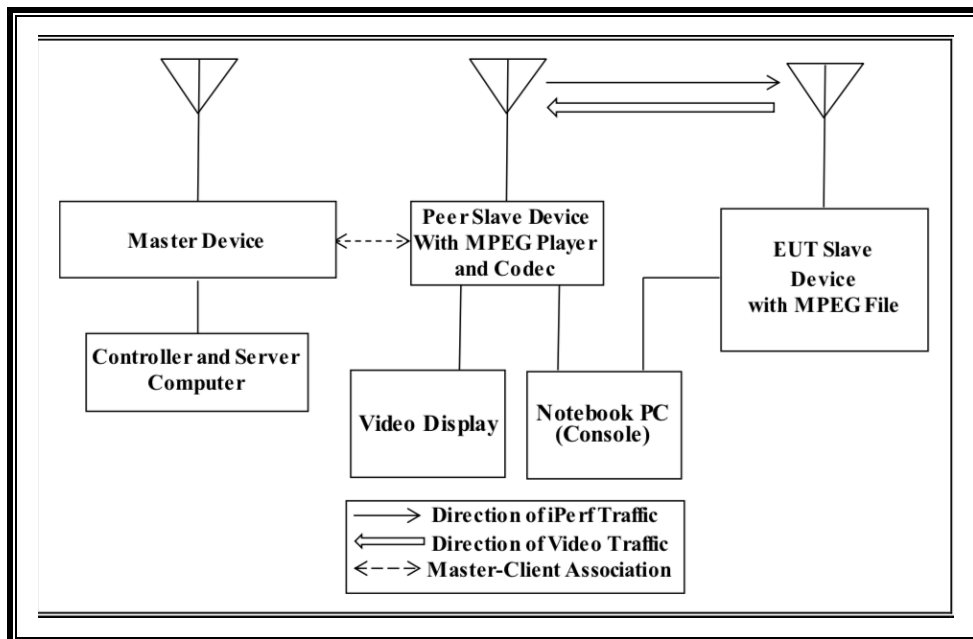 Master Device
Peer Slave Device
With MPEG Player
and Codec
EUT Slave
Device
with MPEG File
Controller and Server
Computer
Video Display
Notebook PC
(Console)
Direction of iPerf Traffic
Direction of Video Traffic
Master-Client Association